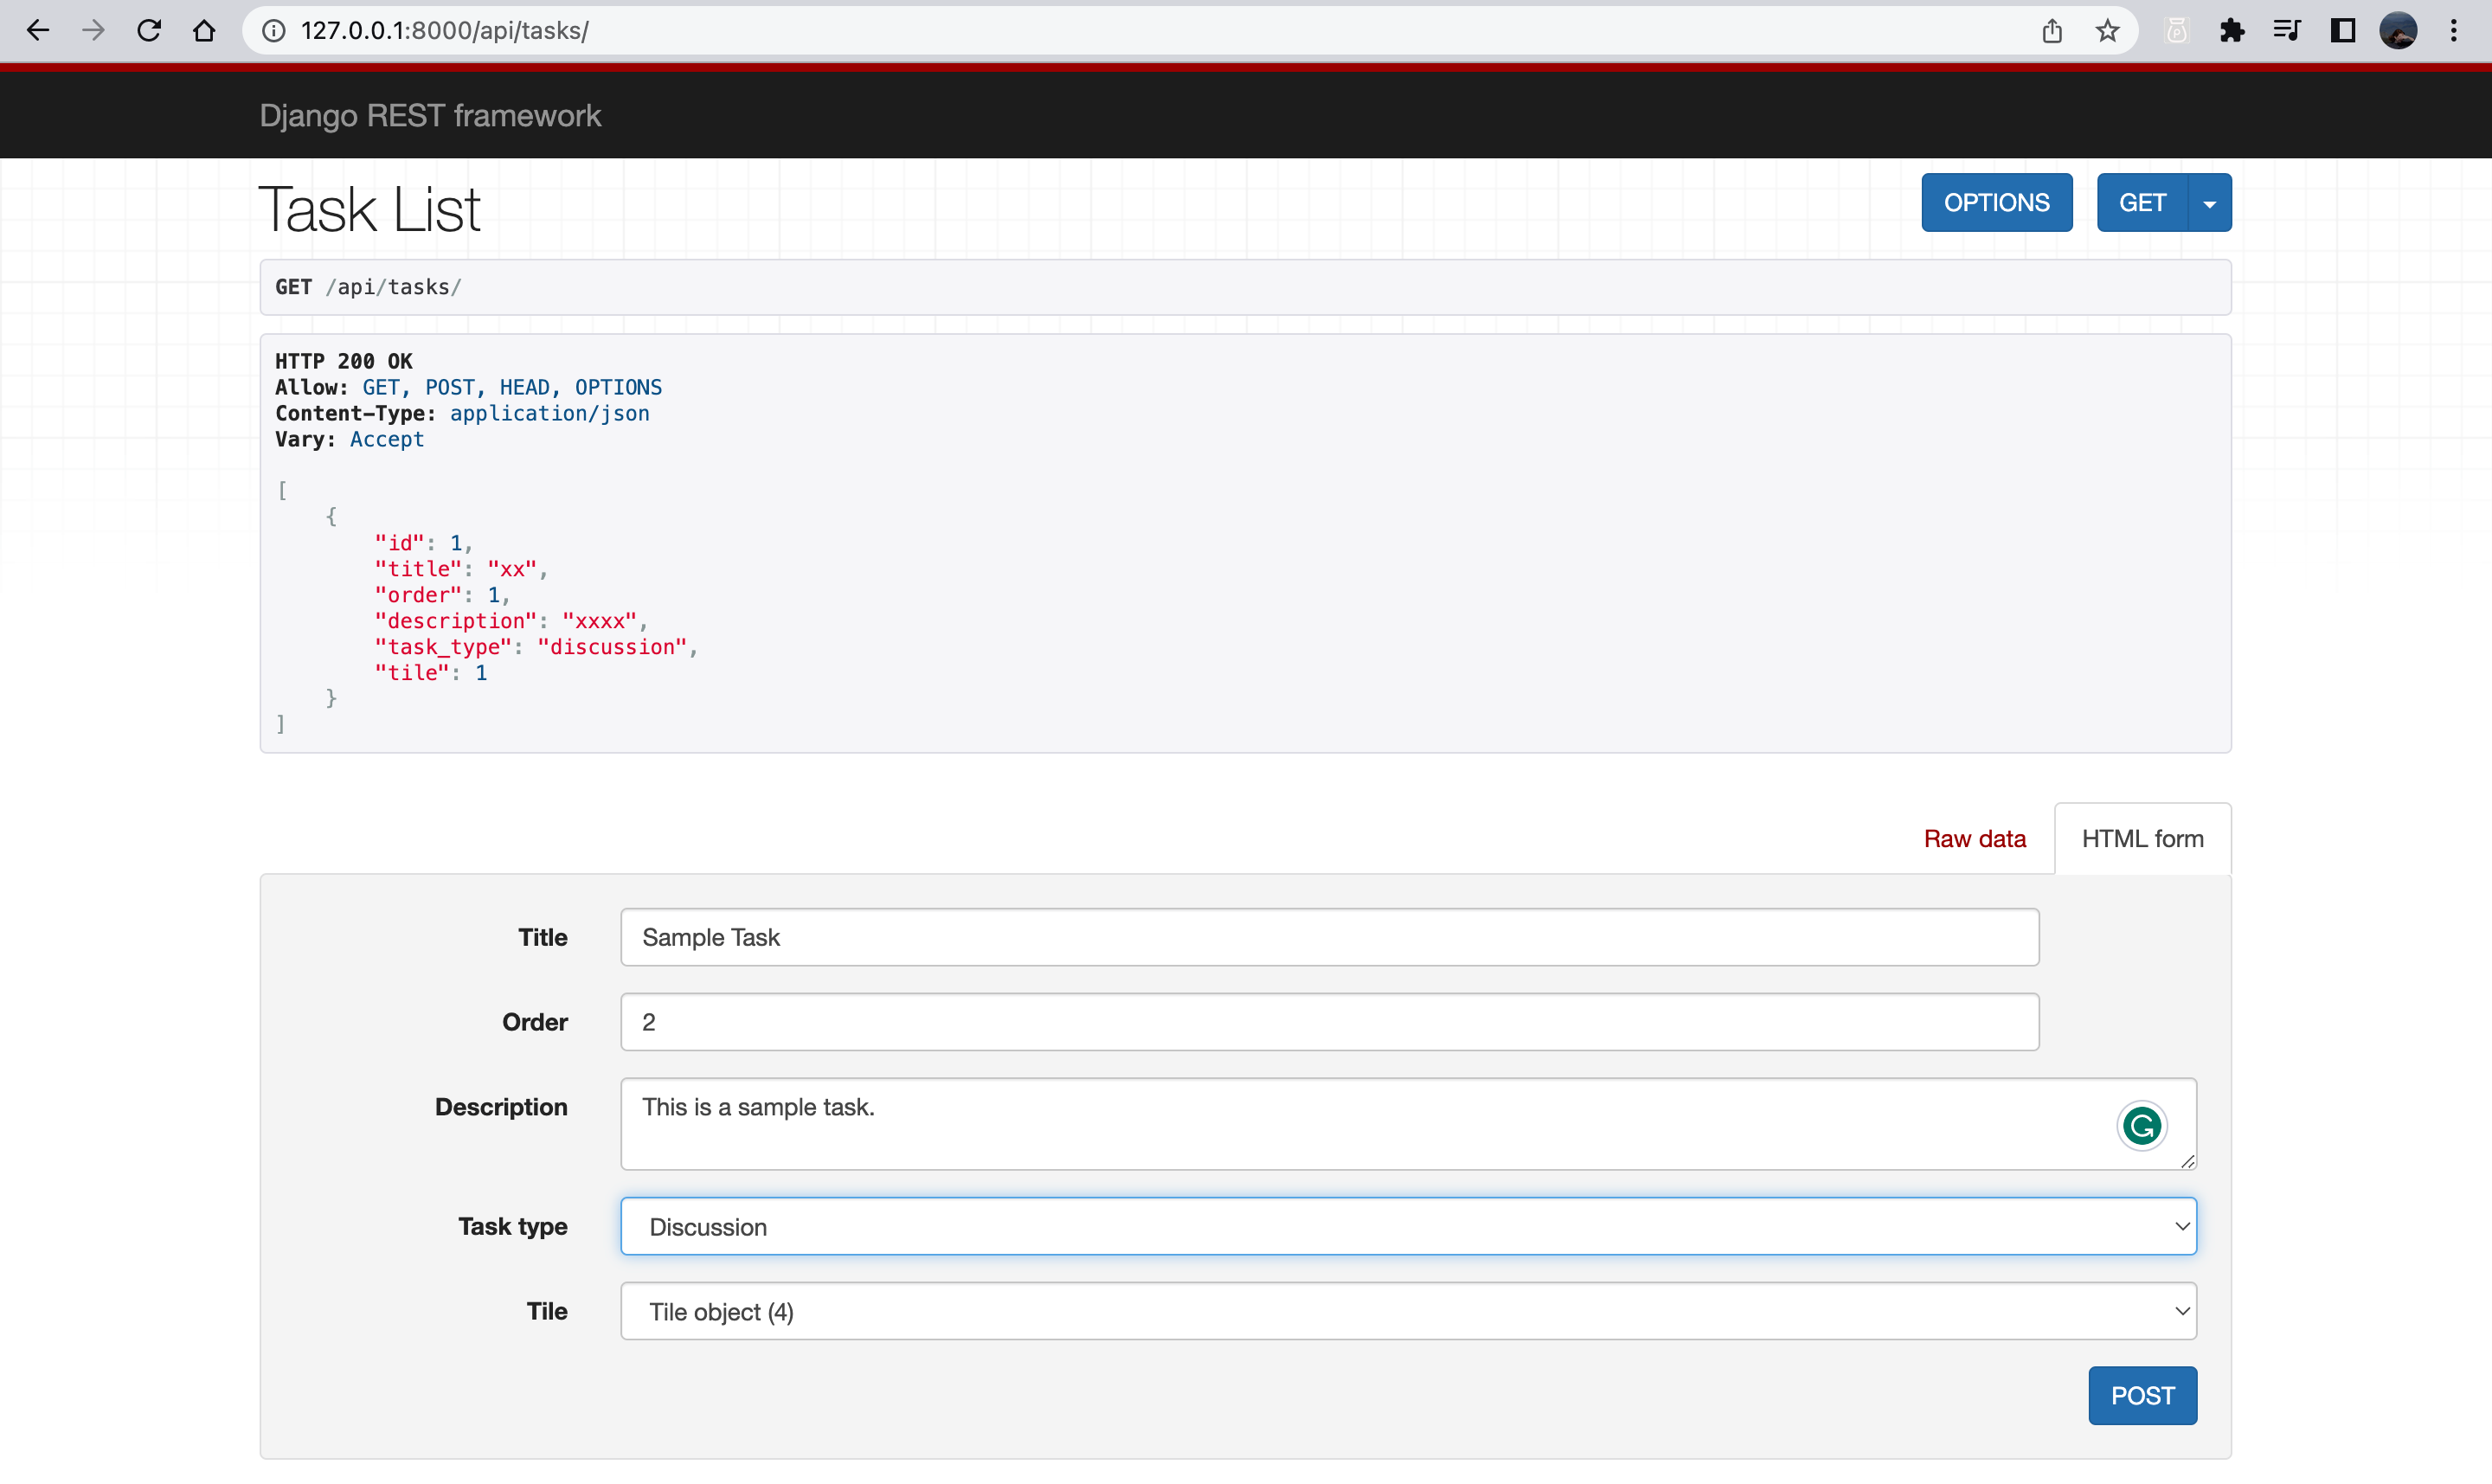 127.0.0.1:8000/api/tasks/
Django REST framework
Task List
OPTIONS
GET
GET /api/tasks/
HTTP 200 OK
Allow: GET, POST, HEAD, OPTIONS
Content-Type: application/json
Vary: Accept
[
    {
        "id": 1,
        "title": "xx",
        "order": 1,
        "description": "xxxx",
        "task_type": "discussion",
        "tile": 1
    }
]
Raw data
HTML form
Title
Sample Task
Order
2
Description
This is a sample task.
Task type
Discussion
Tile
Tile object (4)
POST